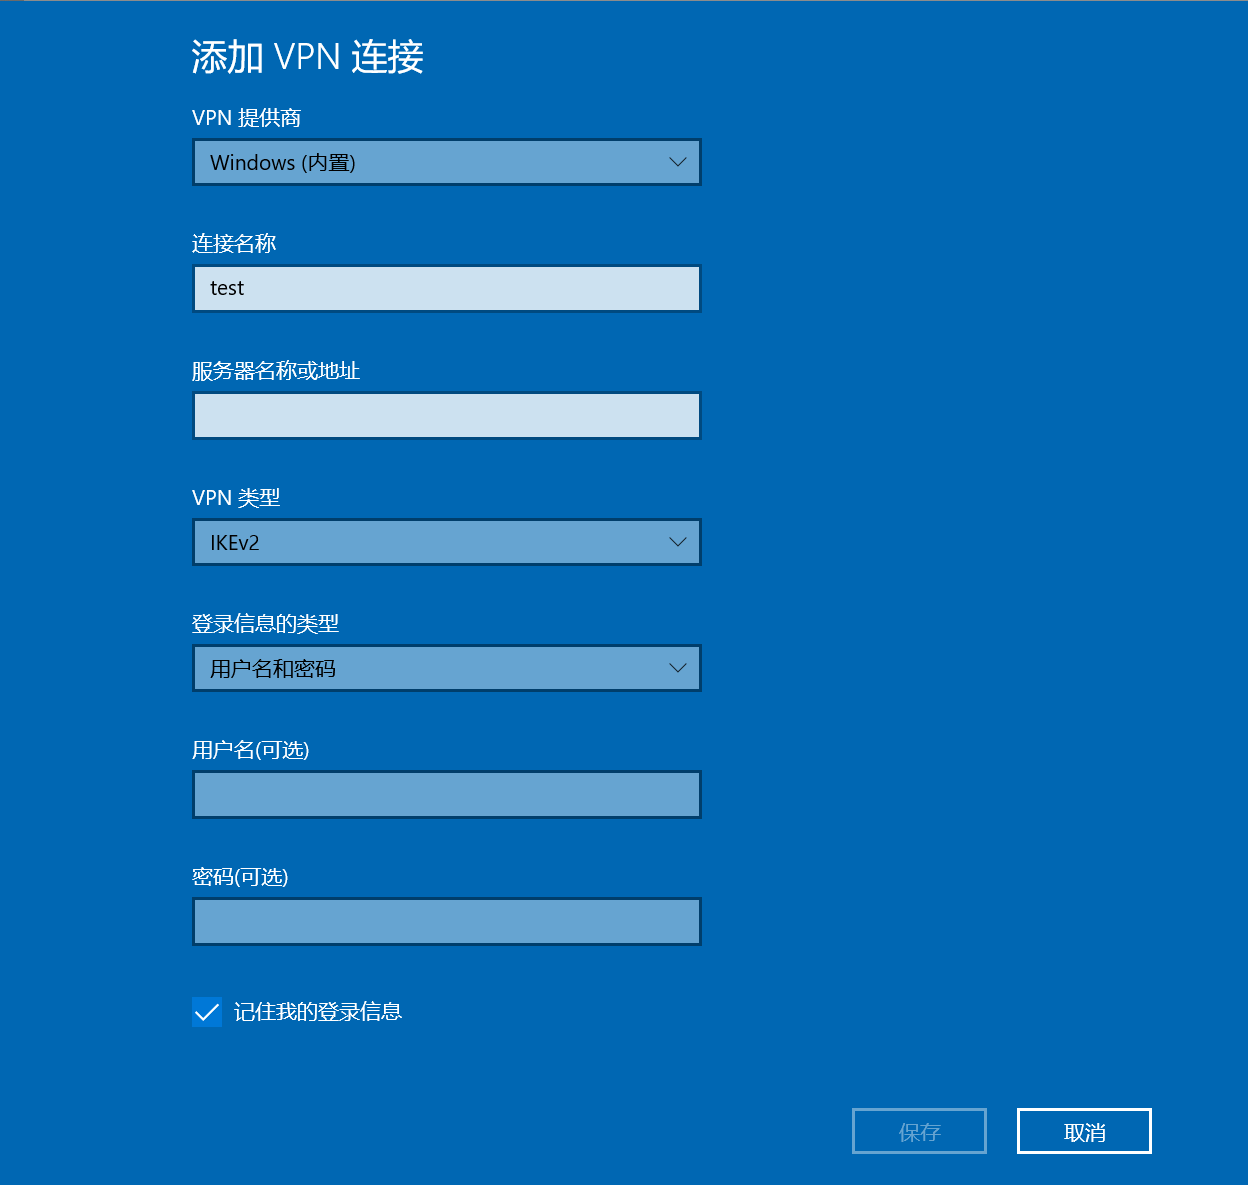 添加 VPN 连接
VPN 提供商
Windows (内置)
连接名称
test
服务器名称或地址
VPN 类型
IKEv2
登录信息的类型
用户名和密码
用户名(可选)
密码(可选)
记住我的登录信息
保存
取消